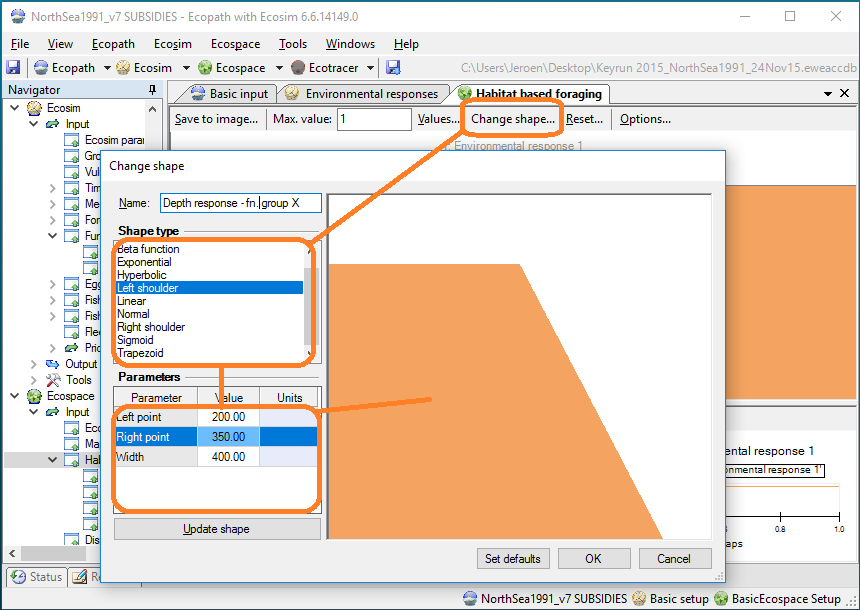 NorthSea1991_v7 SUBSIDIES - Ecopath with Ecosim 6.6.14149.0
File View Ecopath Ecosim Ecospace Tools Windows Help
Ecopath Ecosim Ecospace Ecotracer C:\Users\Jeroen\Desktop\Keyrun 2015_NorthSea1991_24Nov15.eweaccdb
Navigator
Basic input Environmental responses Habitat based foraging
Save to image... Max. value: 1 Values... Change shape... Reset... Options...
Environmental response 1
Ecosim
Input
Ecosim parar
Gro
Vul
Tim
Me
For
Fun
Egg
Fish
Fish
Flee
Pric
Output
Tools
Ecospace
Input
Eco
Ma
Hab
Dis
Status
Change shape
Name: Depth response - fn. group X
Shape type
Beta function
Exponential
Hyperbolic
Left shoulder
Linear
Normal
Right shoulder
Sigmoid
Trapezoid
Parameters
Parameter Value Units
Left point 200.00
Right point 350.00
Width 400.00
Update shape
Set defaults OK Cancel
ental response 1
onmental response 1'
0.8 1.0
aps
NorthSea1991_v7 SUBSIDIES Basic setup BasicEcospace Setup